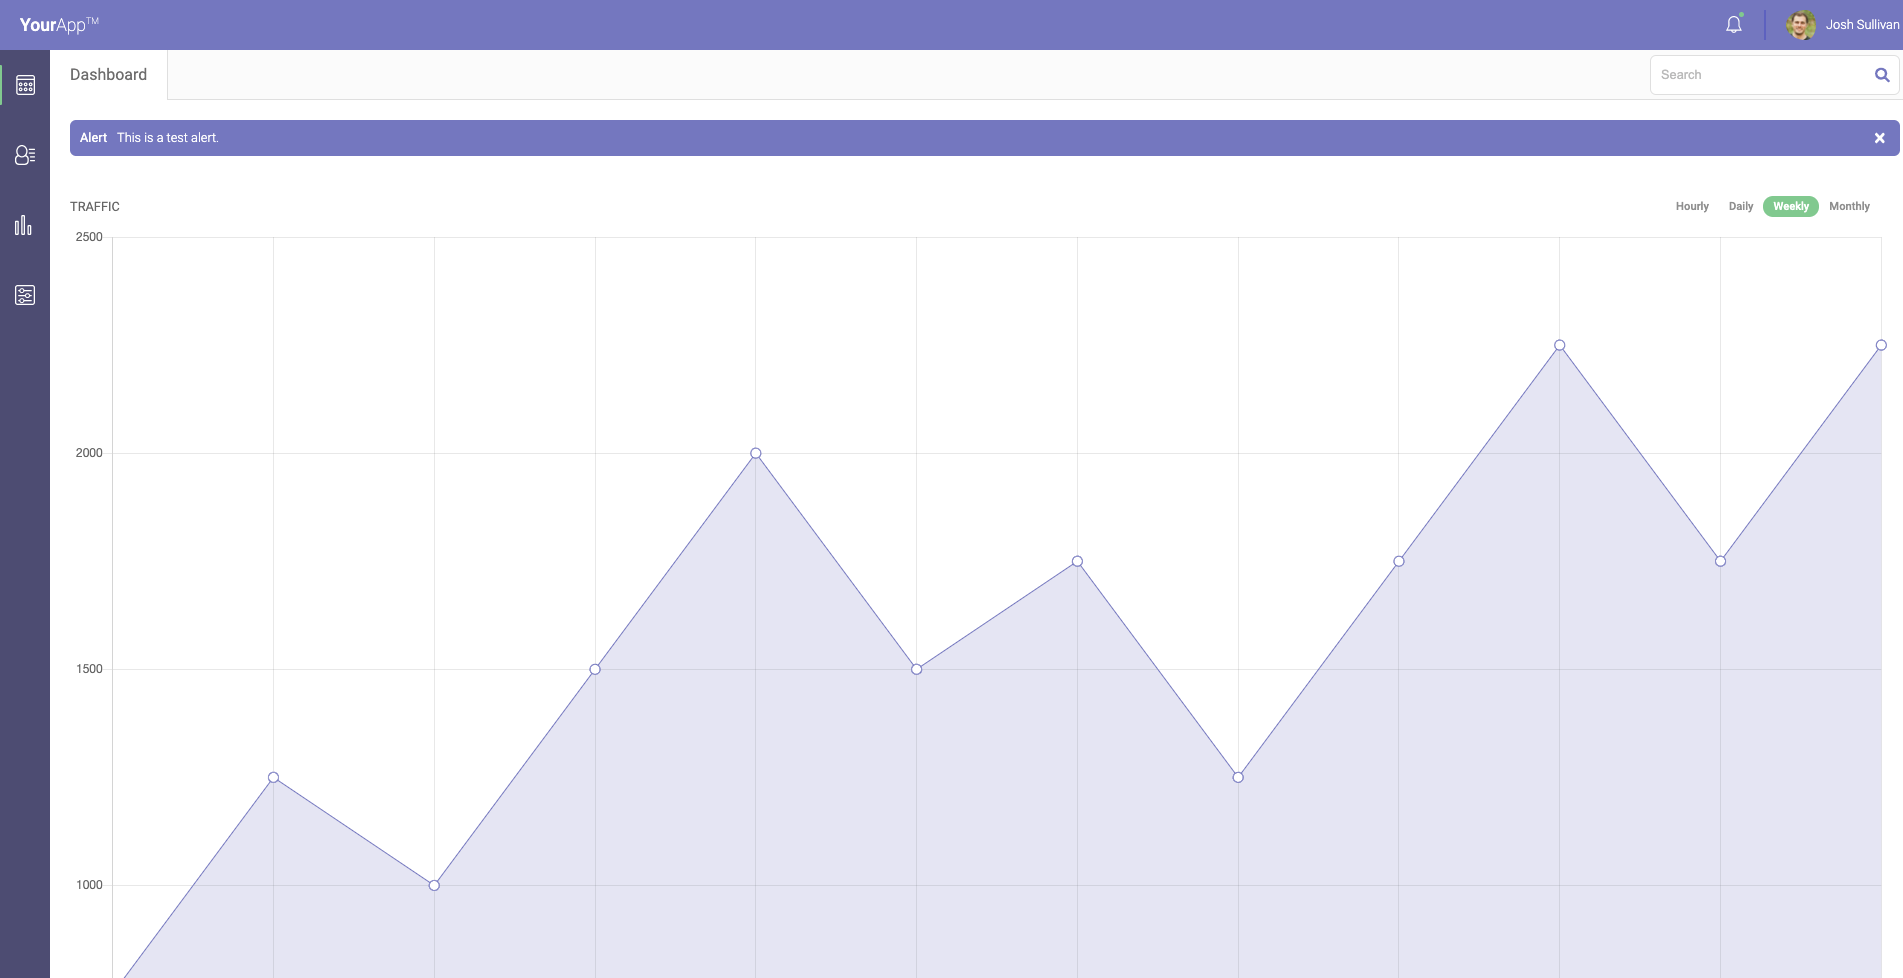 YourApp™
Josh Sullivan
Dashboard
Search
Alert This is a test alert.
TRAFFIC
Hourly Daily Weekly Monthly
2500
2000
1500
1000